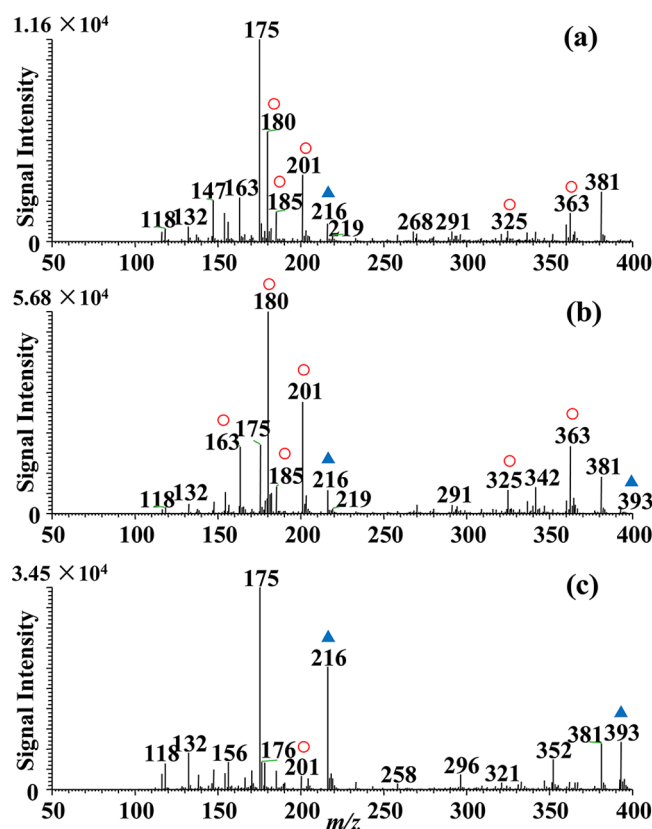 1.16 ×10⁴
175
(a)
180
201
147 163
185
381
118 132
216
219
268 291 325 363
Signal Intensity
0
50 100 150 200 250 300 350 400
5.68 ×10⁴
180
(b)
201
163 175
363
185
216
325 342
381
118 132
219
291
393
Signal Intensity
0
50 100 150 200 250 300 350 400
3.45 ×10⁴
175
(c)
216
118 132 156 176
201
258
296 321
352
381 393
Signal Intensity
0
50 100 150 200 250 300 350 400
m/z